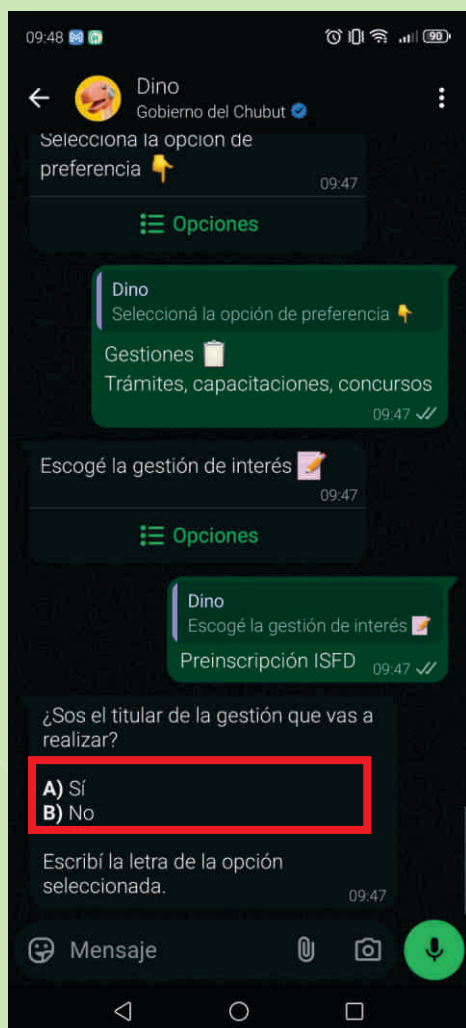 09:48
90
Dino
Gobierno del Chubut
Selecciona la opción de
preferencia 👇
09:47
Opciones
Dino
Seleccioná la opción de preferencia 👇
Gestiones 📋
Trámites, capacitaciones, concursos
09:47
Escogé la gestión de interés 📝
09:47
Opciones
Dino
Escogé la gestión de interés 📝
Preinscripción ISFD
09:47
¿Sos el titular de la gestión que vas a
realizar?
A) Sí
B) No
Escribí la letra de la opción
seleccionada.
09:47
Mensaje